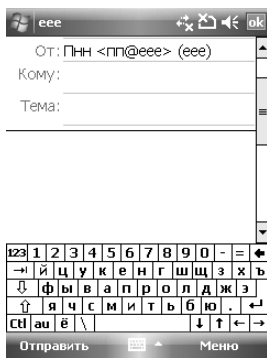 eee ok
От: Пнн <пп@eee> (eee)
Кому:
Тема:
123 1 2 3 4 5 6 7 8 9 0 - =
й ц у к е н г ш щ з х ъ
ф ы в а п р о л д ж э
я ч с м и т ь б ю .
Ctl au ё \
Отправить Меню